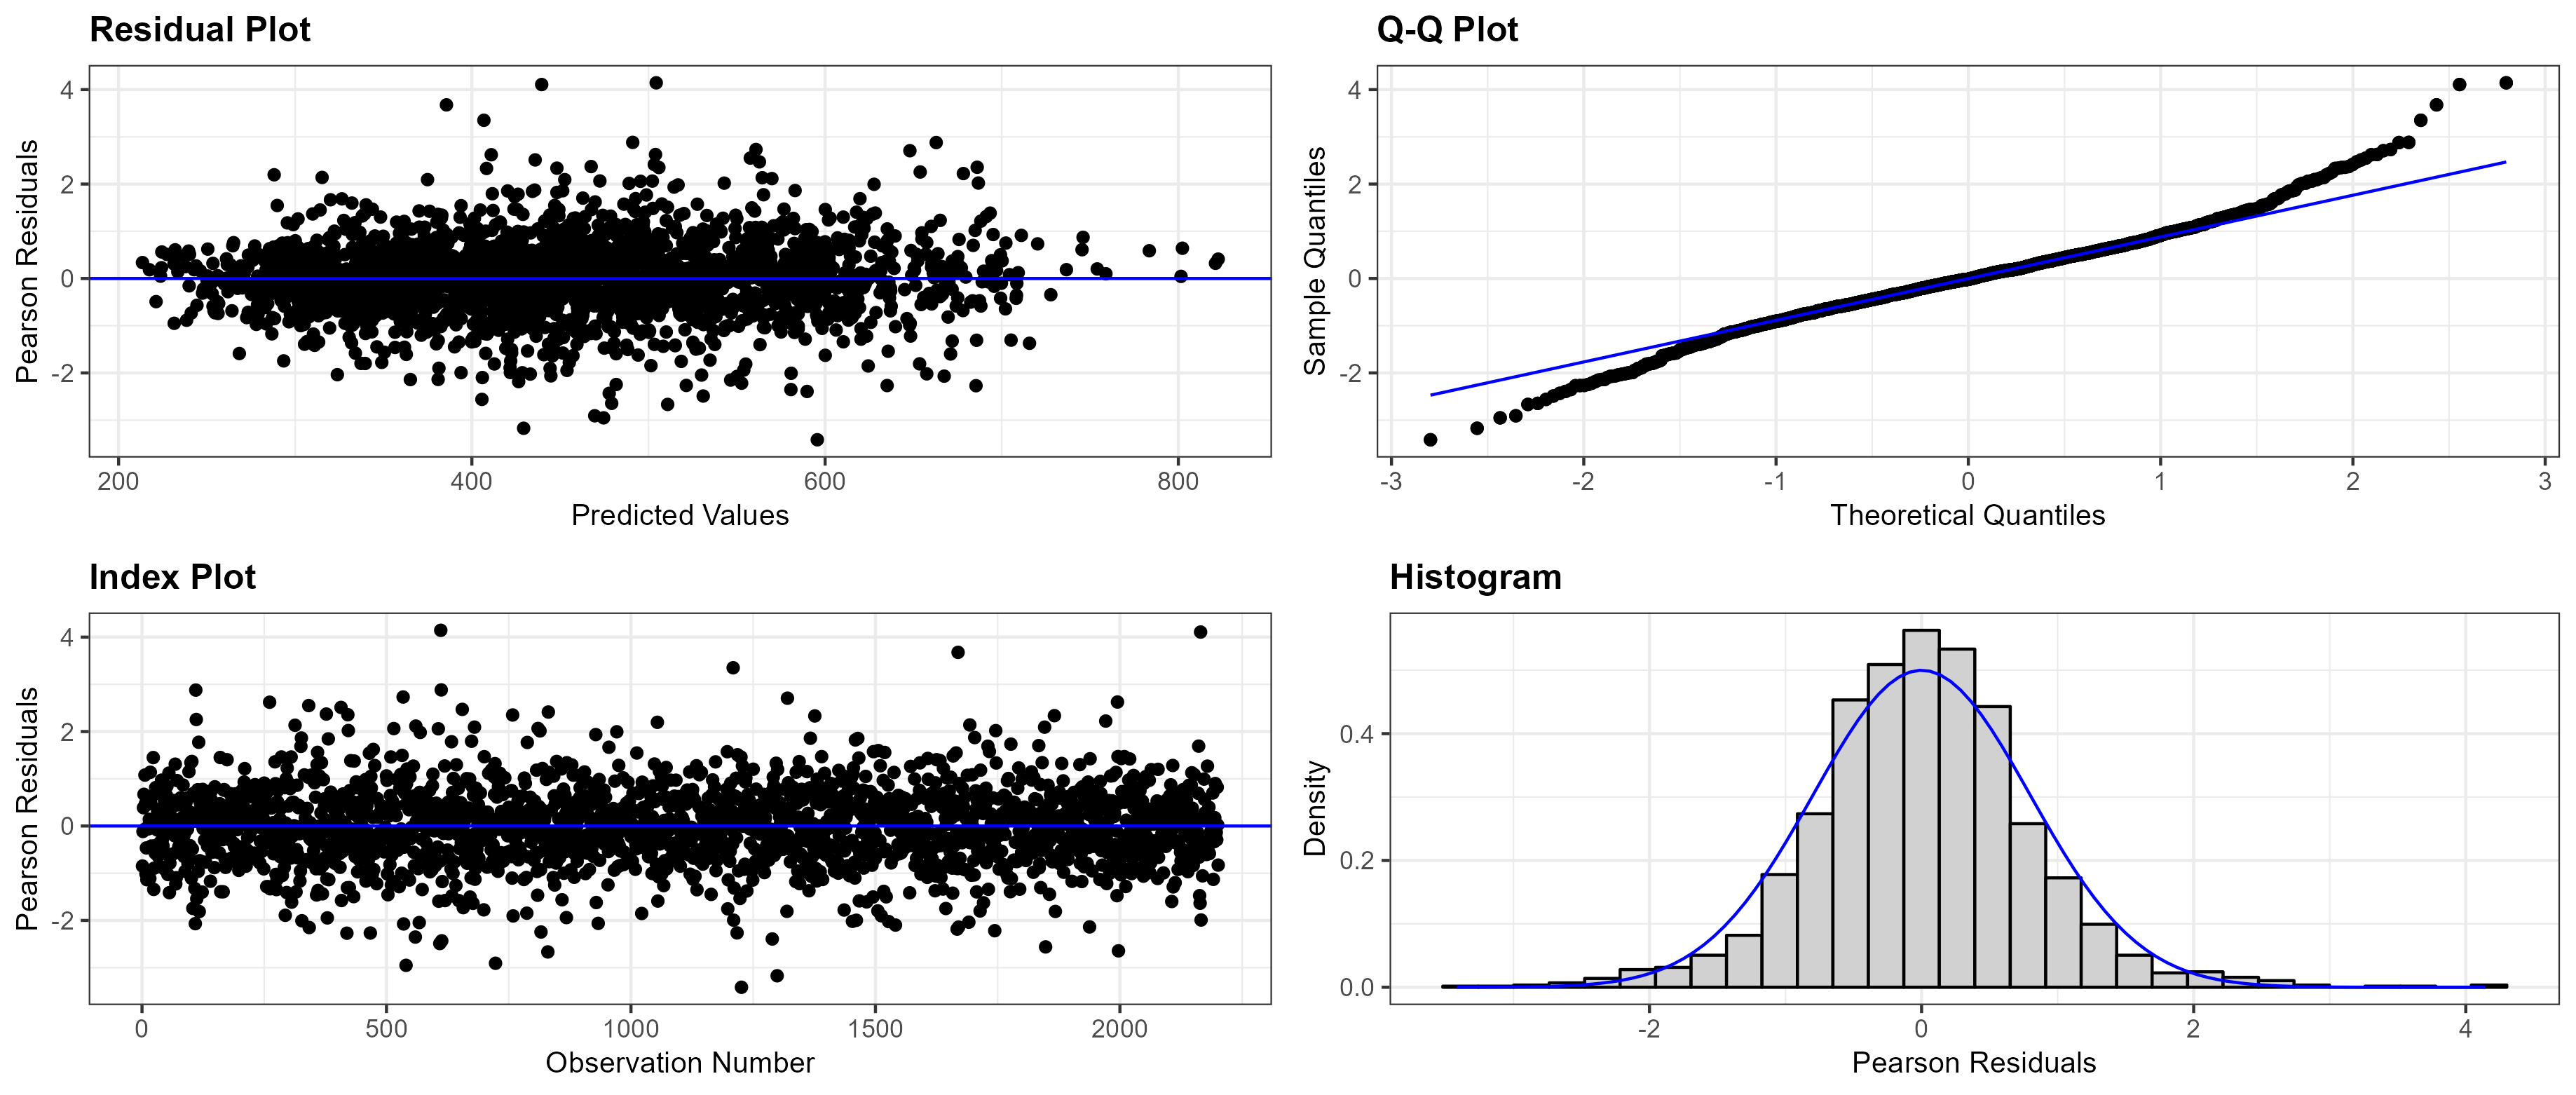 Residual Plot
4
2
0
-2
Pearson Residuals
200 400 600 800
Predicted Values
Q-Q Plot
4
2
0
-2
Sample Quantiles
-3 -2 -1 0 1 2 3
Theoretical Quantiles
Index Plot
4
2
0
-2
Pearson Residuals
0 500 1000 1500 2000
Observation Number
Histogram
0.4
0.2
0.0
Density
-2 0 2 4
Pearson Residuals